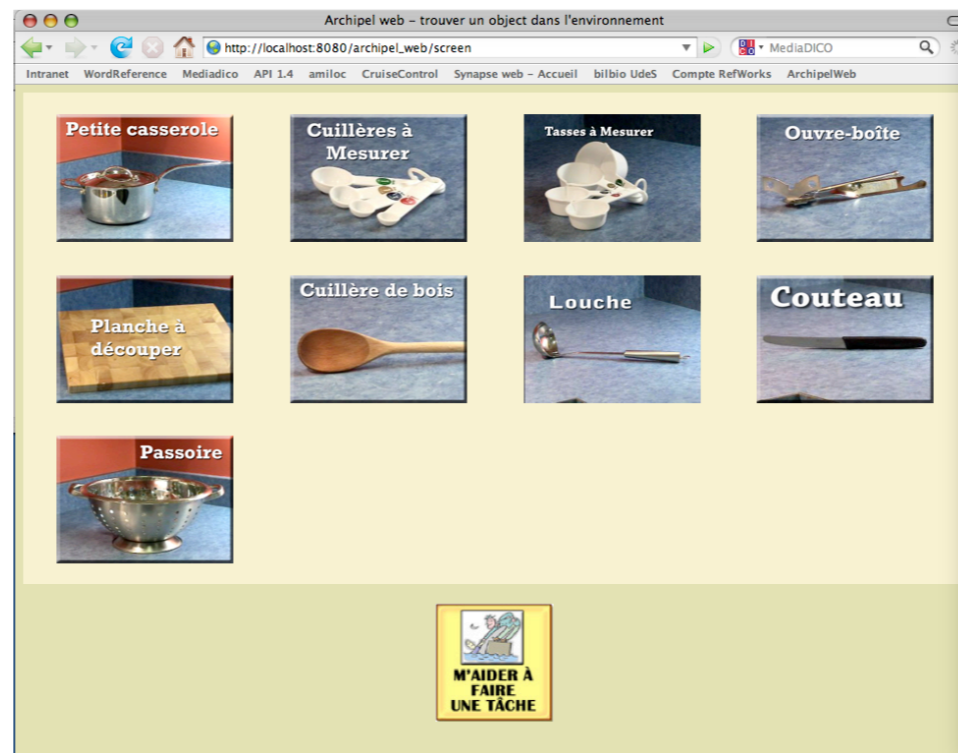 Archipel web – trouver un object dans l'environnement
http://localhost:8080/archipel_web/screen
MediaDICO
Intranet WordReference Mediadico API 1.4 amiloc CruiseControl Synapse web – Accueil bilbio UdeS Compte RefWorks ArchipelWeb
Petite casserole
Cuillères à
Mesurer
Tasses à Mesurer
Ouvre-boîte
Planche à
découper
Cuillère de bois
Louche
Couteau
Passoire
M'AIDER À
FAIRE
UNE TÂCHE